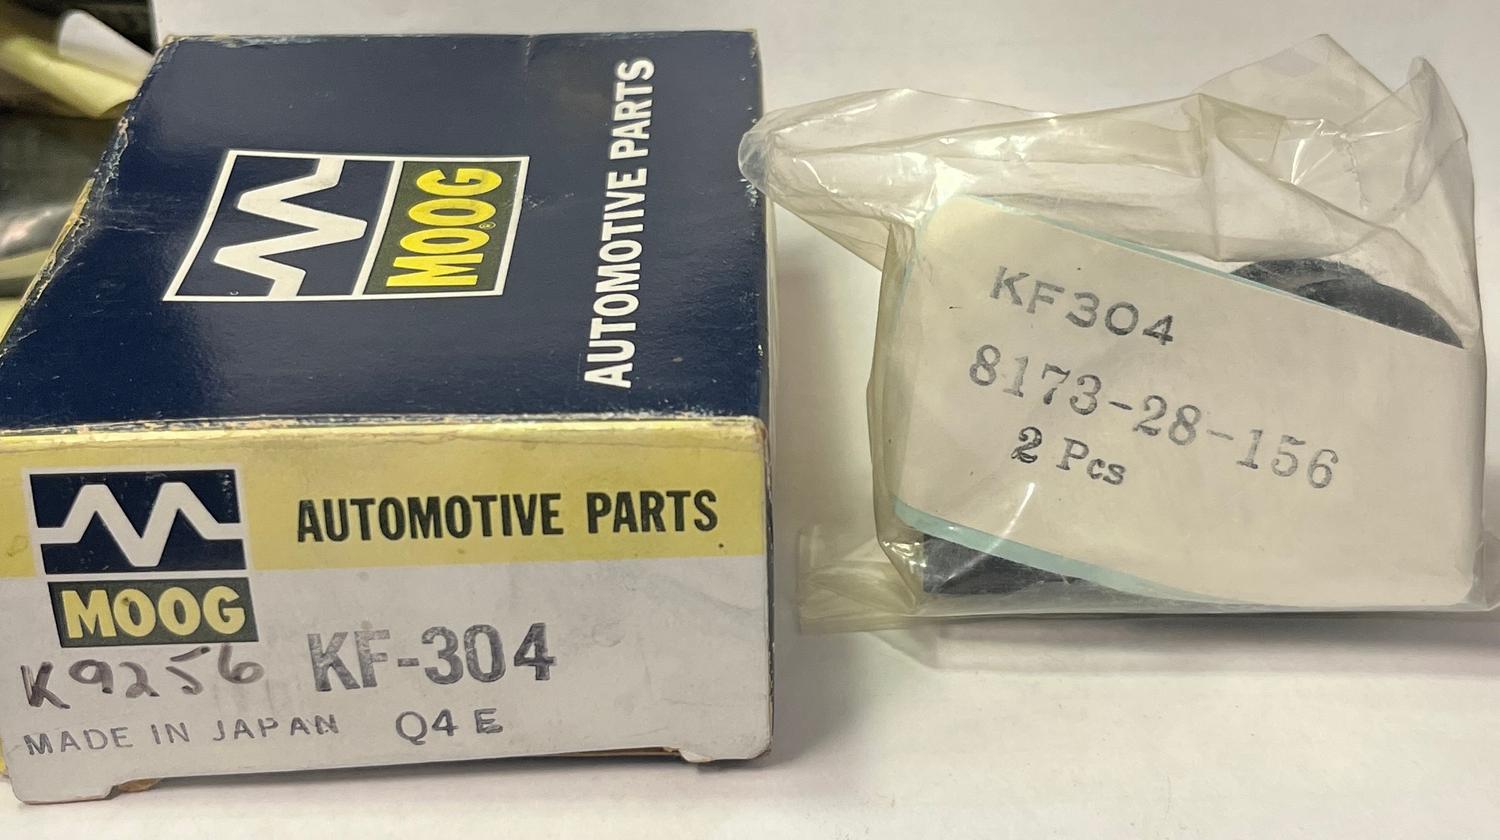 MOOG
AUTOMOTIVE PARTS
AUTOMOTIVE PARTS
MOOG
K9256 KF-304
MADE IN JAPAN Q4E
KF304
8173-28-156
2 Pcs